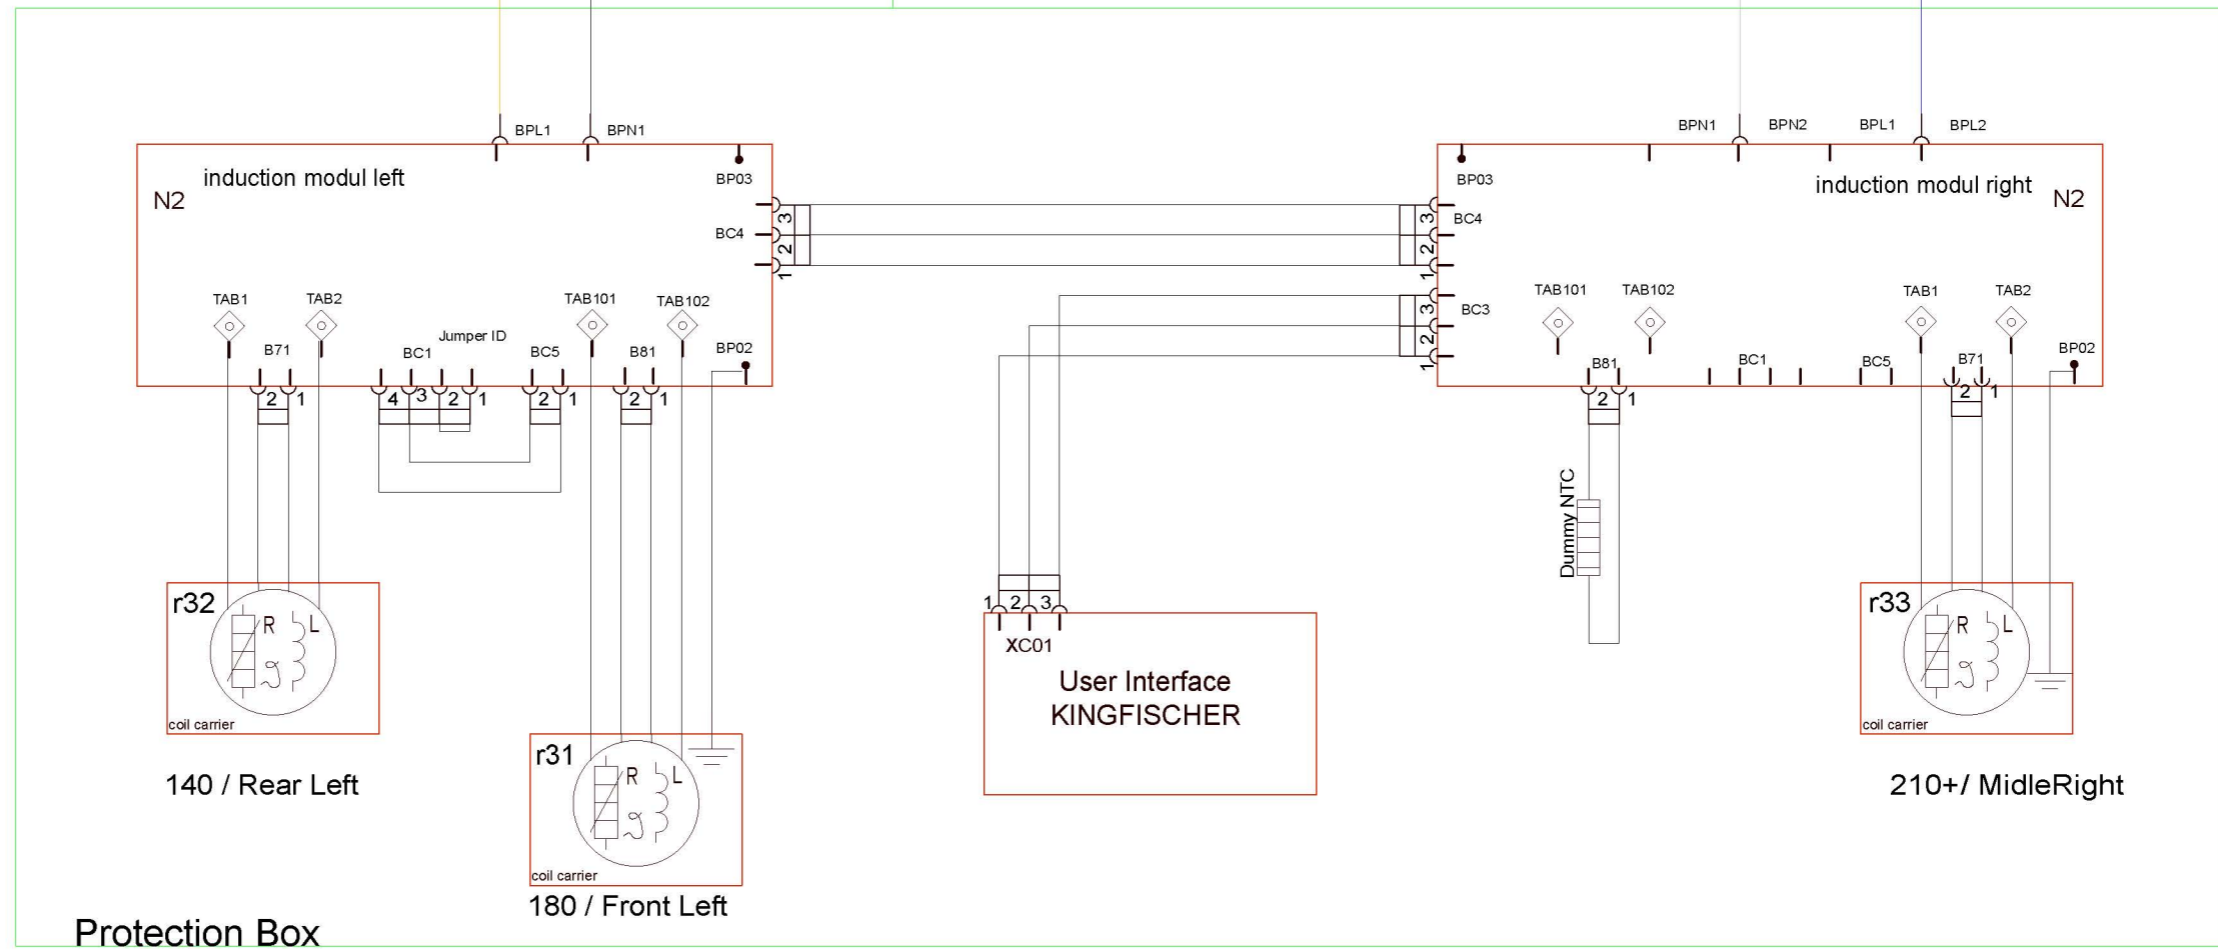 BPL1 BPN1
BPN1 BPN2 BPL1 BPL2
induction modul left
N2
BP03
BC4
3
2
1
BP03
BC4
3
2
1
induction modul right
N2
TAB1 TAB2 TAB101 TAB102
Jumper ID
B71 BC1 BC5 B81 BP02
2 1 4 3 2 1 2 1 2 1
BC3
3
2
1
TAB101 TAB102 TAB1 TAB2
B81 BC1 BC5 B71 BP02
2 1 2 1
Dummy NTC
r32
R L
ϑ
coil carrier
140 / Rear Left
r31
R L
ϑ
coil carrier
180 / Front Left
1 2 3
XC01
User Interface
KINGFISCHER
r33
R L
ϑ
coil carrier
210+/ MidleRight
Protection Box